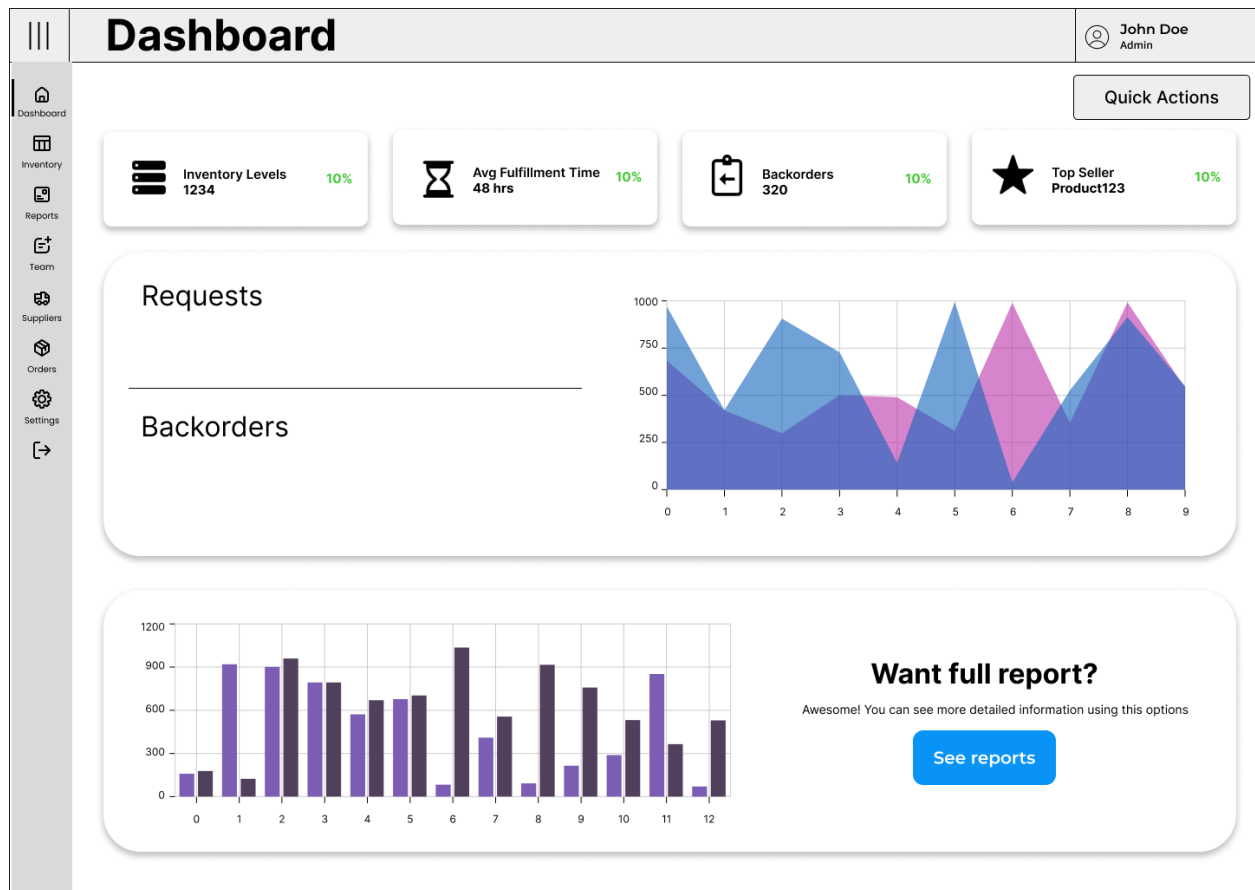 Dashboard
John Doe
Admin
Quick Actions
Dashboard
Inventory
Reports
Team
Suppliers
Orders
Settings
Inventory Levels
1234
10%
Avg Fulfillment Time
48 hrs
10%
Backorders
320
10%
Top Seller
Product123
10%
Requests
Backorders
1000
750
500
250
0
0 1 2 3 4 5 6 7 8 9
1200
900
600
300
0
0 1 2 3 4 5 6 7 8 9 10 11 12
Want full report?
Awesome! You can see more detailed information using this options
See reports